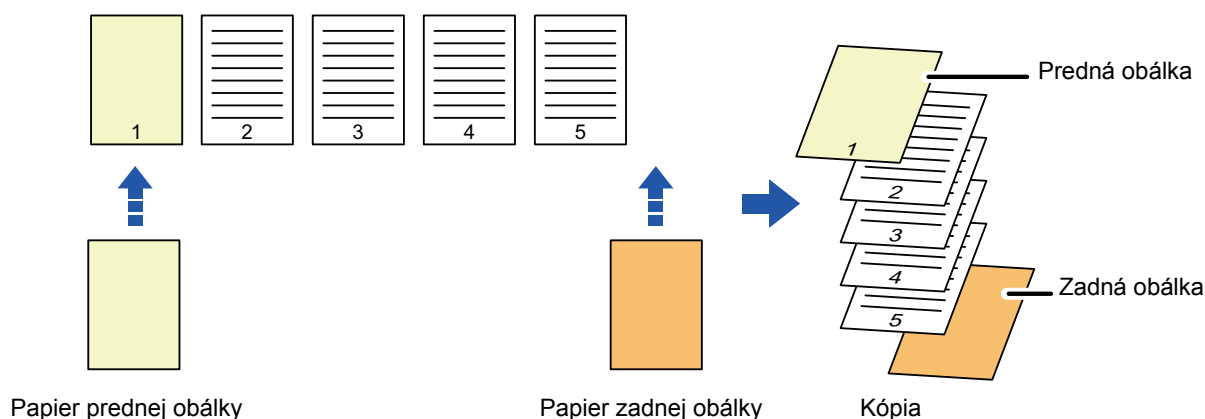 1 2 3 4 5
Predná obálka
1
2
3
4
5
Zadná obálka
Papier prednej obálky
Papier zadnej obálky
Kópia